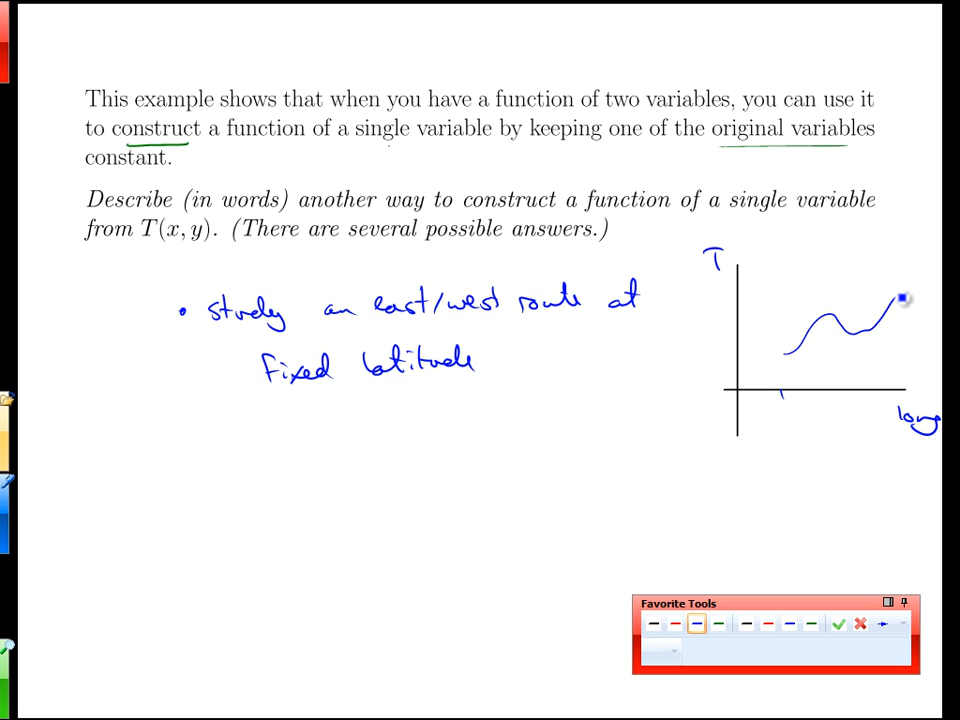 This example shows that when you have a function of two variables, you can use it
to construct a function of a single variable by keeping one of the original variables
constant.
Describe (in words) another way to construct a function of a single variable
from T(x, y). (There are several possible answers.)
T
• study an east/west route at
fixed latitude
long
Favorite Tools